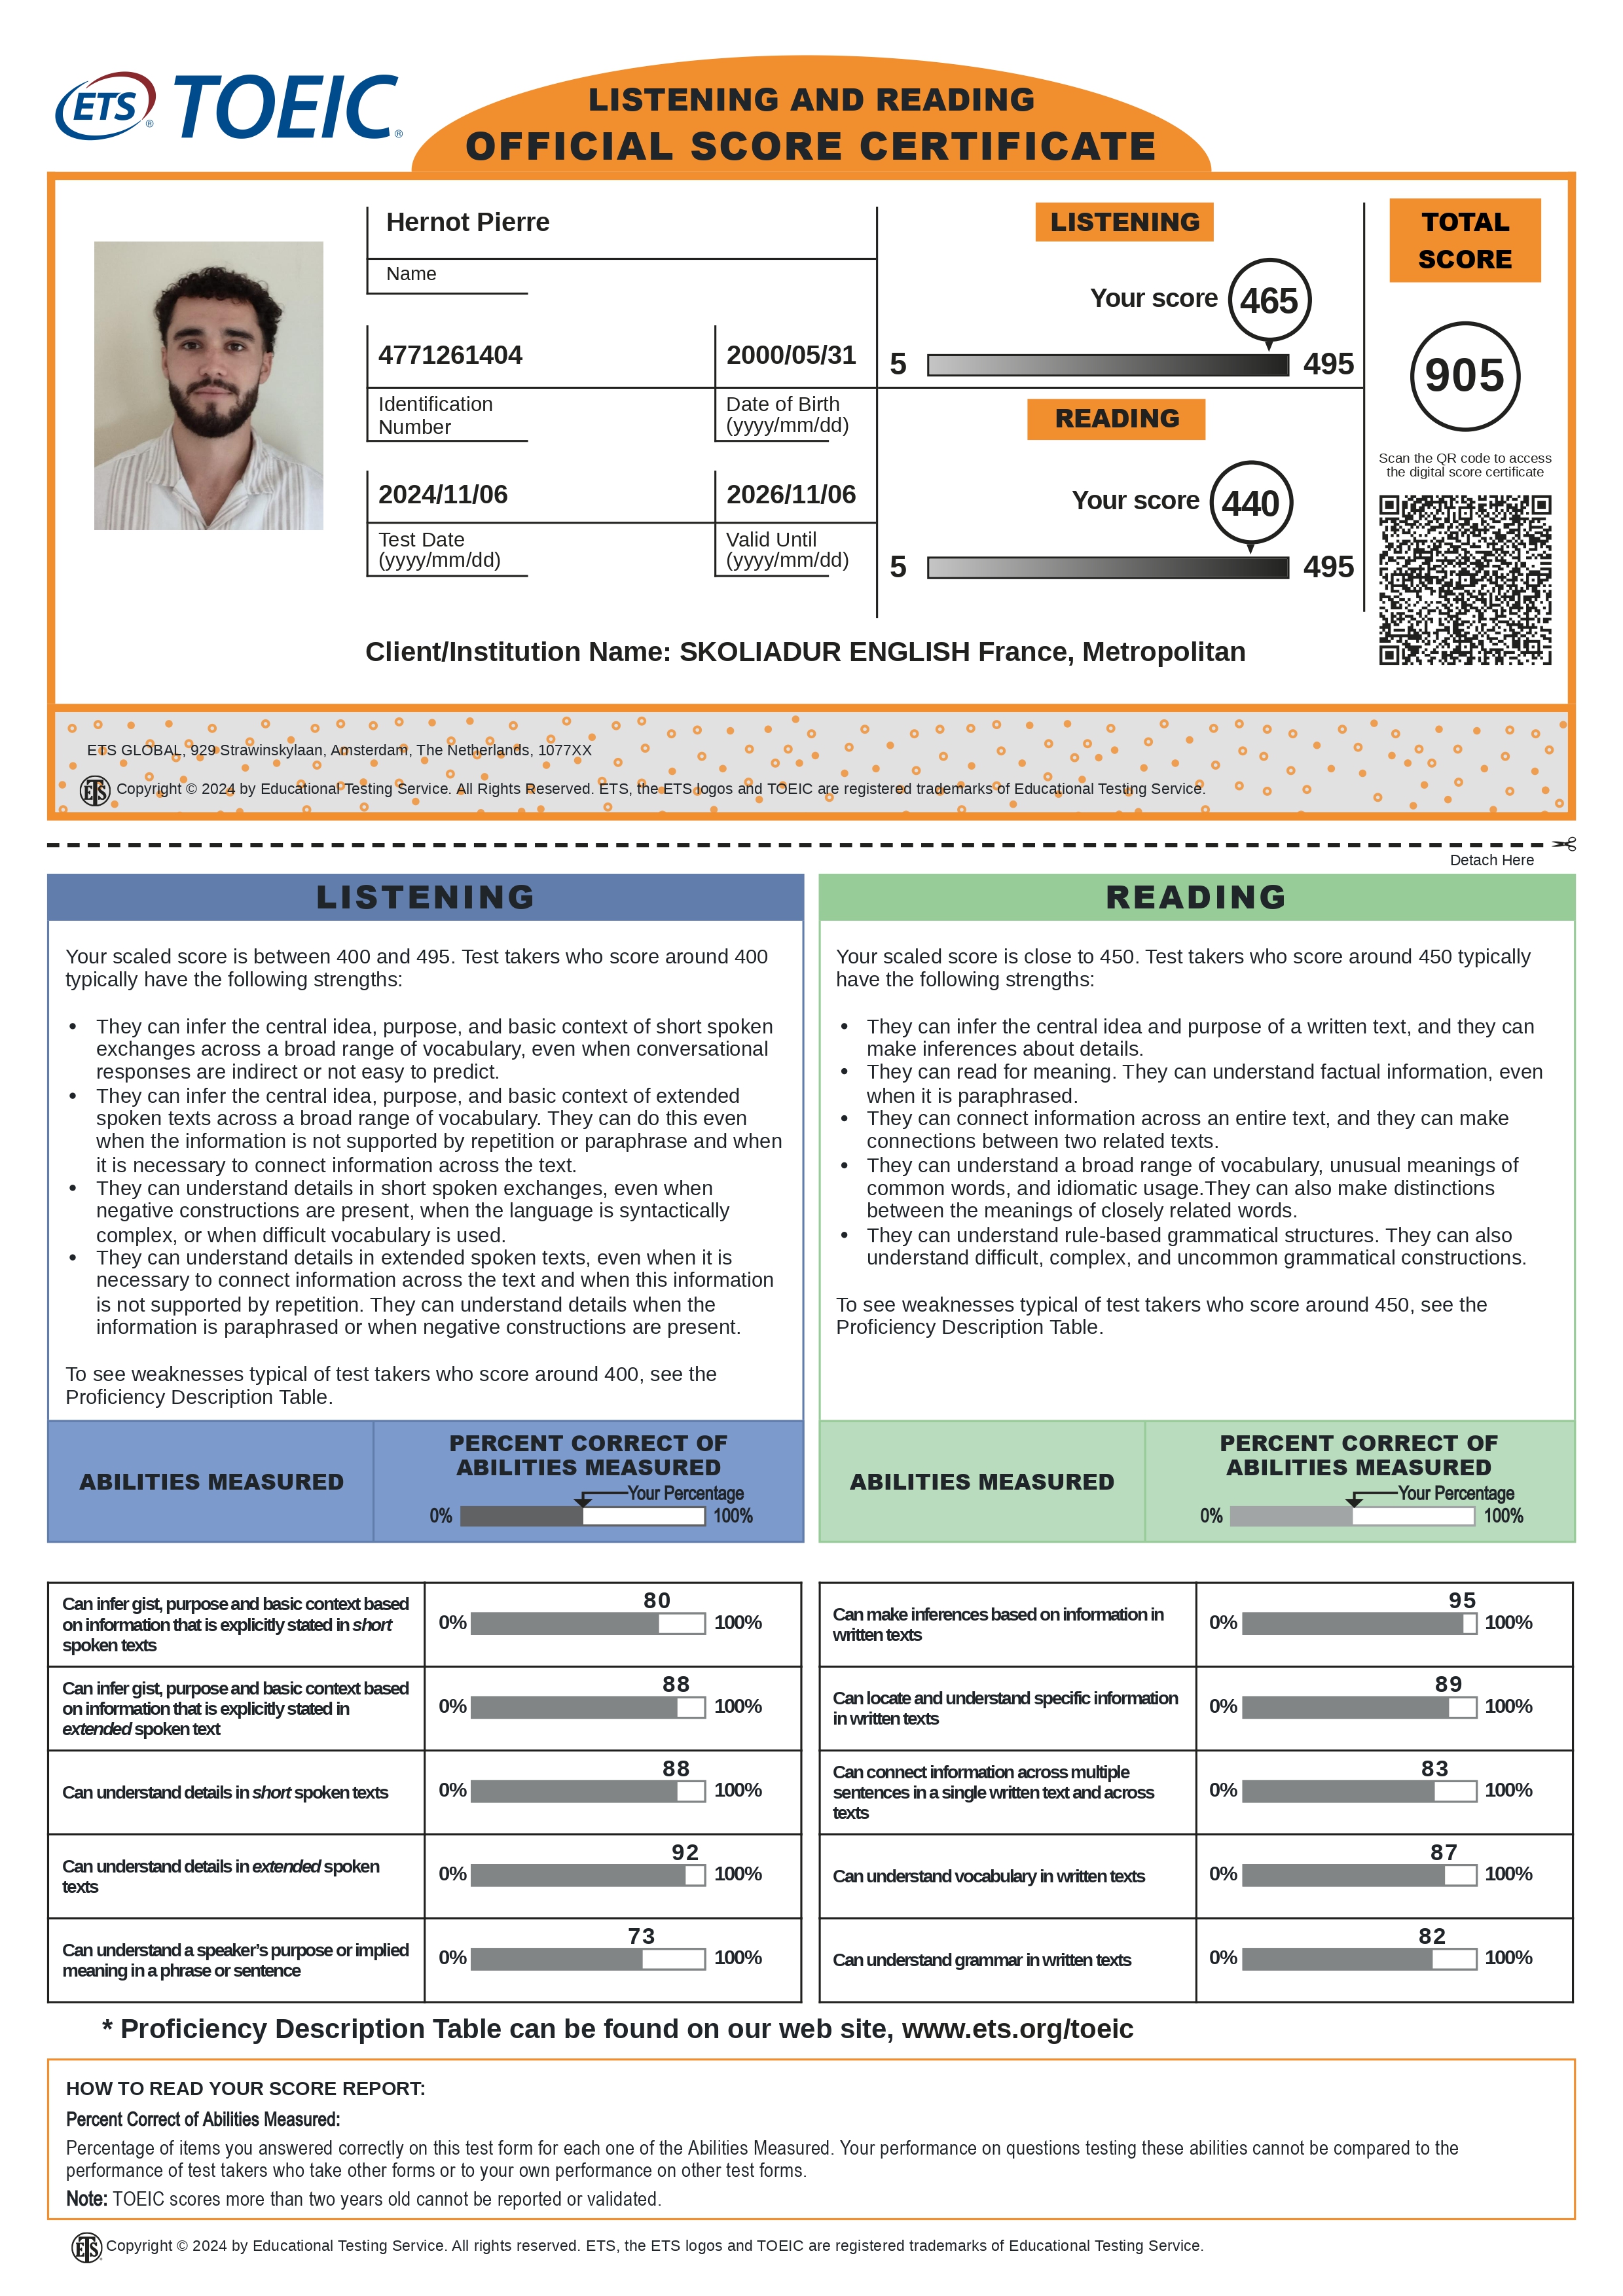 ETS® TOEIC®
LISTENING AND READING
OFFICIAL SCORE CERTIFICATE
Hernot Pierre
Name
4771261404
2000/05/31
Identification
Number
Date of Birth
(yyyy/mm/dd)
2024/11/06
2026/11/06
Test Date
(yyyy/mm/dd)
Valid Until
(yyyy/mm/dd)
LISTENING
Your score 465
5 495
READING
Your score 440
5 495
TOTAL
SCORE
905
Scan the QR code to access
the digital score certificate
Client/Institution Name: SKOLIADUR ENGLISH France, Metropolitan
ETS GLOBAL, 929 Strawinskylaan, Amsterdam, The Netherlands, 1077XX
ETS Copyright © 2024 by Educational Testing Service. All Rights Reserved. ETS, the ETS logos and TOEIC are registered trademarks of Educational Testing Service.
Detach Here
LISTENING
Your scaled score is between 400 and 495. Test takers who score around 400
typically have the following strengths:
• They can infer the central idea, purpose, and basic context of short spoken
exchanges across a broad range of vocabulary, even when conversational
responses are indirect or not easy to predict.
• They can infer the central idea, purpose, and basic context of extended
spoken texts across a broad range of vocabulary. They can do this even
when the information is not supported by repetition or paraphrase and when
it is necessary to connect information across the text.
• They can understand details in short spoken exchanges, even when
negative constructions are present, when the language is syntactically
complex, or when difficult vocabulary is used.
• They can understand details in extended spoken texts, even when it is
necessary to connect information across the text and when this information
is not supported by repetition. They can understand details when the
information is paraphrased or when negative constructions are present.
To see weaknesses typical of test takers who score around 400, see the
Proficiency Description Table.
ABILITIES MEASURED
PERCENT CORRECT OF
ABILITIES MEASURED
Your Percentage
0% 100%
Can infer gist, purpose and basic context based
on information that is explicitly stated in short
spoken texts
80
0% 100%
Can infer gist, purpose and basic context based
on information that is explicitly stated in
extended spoken text
88
0% 100%
Can understand details in short spoken texts
88
0% 100%
Can understand details in extended spoken
texts
92
0% 100%
Can understand a speaker’s purpose or implied
meaning in a phrase or sentence
73
0% 100%
READING
Your scaled score is close to 450. Test takers who score around 450 typically
have the following strengths:
• They can infer the central idea and purpose of a written text, and they can
make inferences about details.
• They can read for meaning. They can understand factual information, even
when it is paraphrased.
• They can connect information across an entire text, and they can make
connections between two related texts.
• They can understand a broad range of vocabulary, unusual meanings of
common words, and idiomatic usage.They can also make distinctions
between the meanings of closely related words.
• They can understand rule-based grammatical structures. They can also
understand difficult, complex, and uncommon grammatical constructions.
To see weaknesses typical of test takers who score around 450, see the
Proficiency Description Table.
ABILITIES MEASURED
PERCENT CORRECT OF
ABILITIES MEASURED
Your Percentage
0% 100%
Can make inferences based on information in
written texts
95
0% 100%
Can locate and understand specific information
in written texts
89
0% 100%
Can connect information across multiple
sentences in a single written text and across
texts
83
0% 100%
Can understand vocabulary in written texts
87
0% 100%
Can understand grammar in written texts
82
0% 100%
* Proficiency Description Table can be found on our web site, www.ets.org/toeic
HOW TO READ YOUR SCORE REPORT:
Percent Correct of Abilities Measured:
Percentage of items you answered correctly on this test form for each one of the Abilities Measured. Your performance on questions testing these abilities cannot be compared to the
performance of test takers who take other forms or to your own performance on other test forms.
Note: TOEIC scores more than two years old cannot be reported or validated.
ETS Copyright © 2024 by Educational Testing Service. All rights reserved. ETS, the ETS logos and TOEIC are registered trademarks of Educational Testing Service.